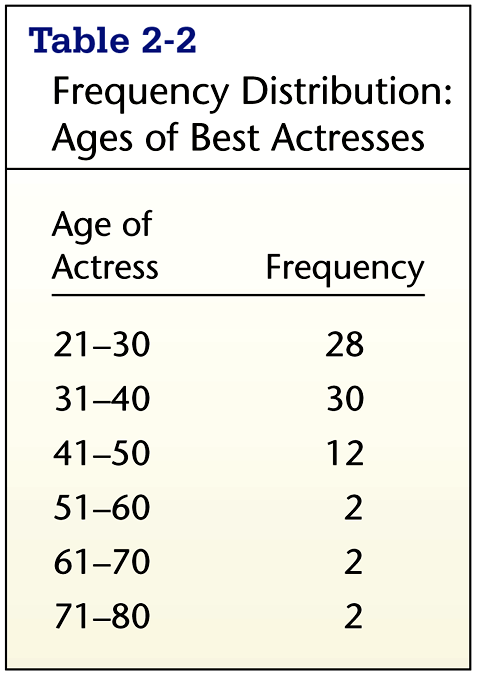 Table 2-2
Frequency Distribution:
Ages of Best Actresses
Age of
Actress Frequency
21–30 28
31–40 30
41–50 12
51–60 2
61–70 2
71–80 2